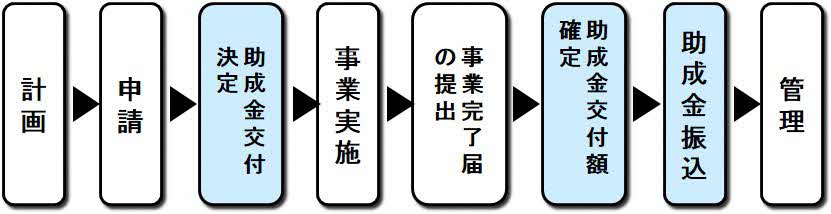 計画
申請
助成金交付
決定
事業実施
事業完了届
の提出
助成金交付額
確定
助成金振込
管理